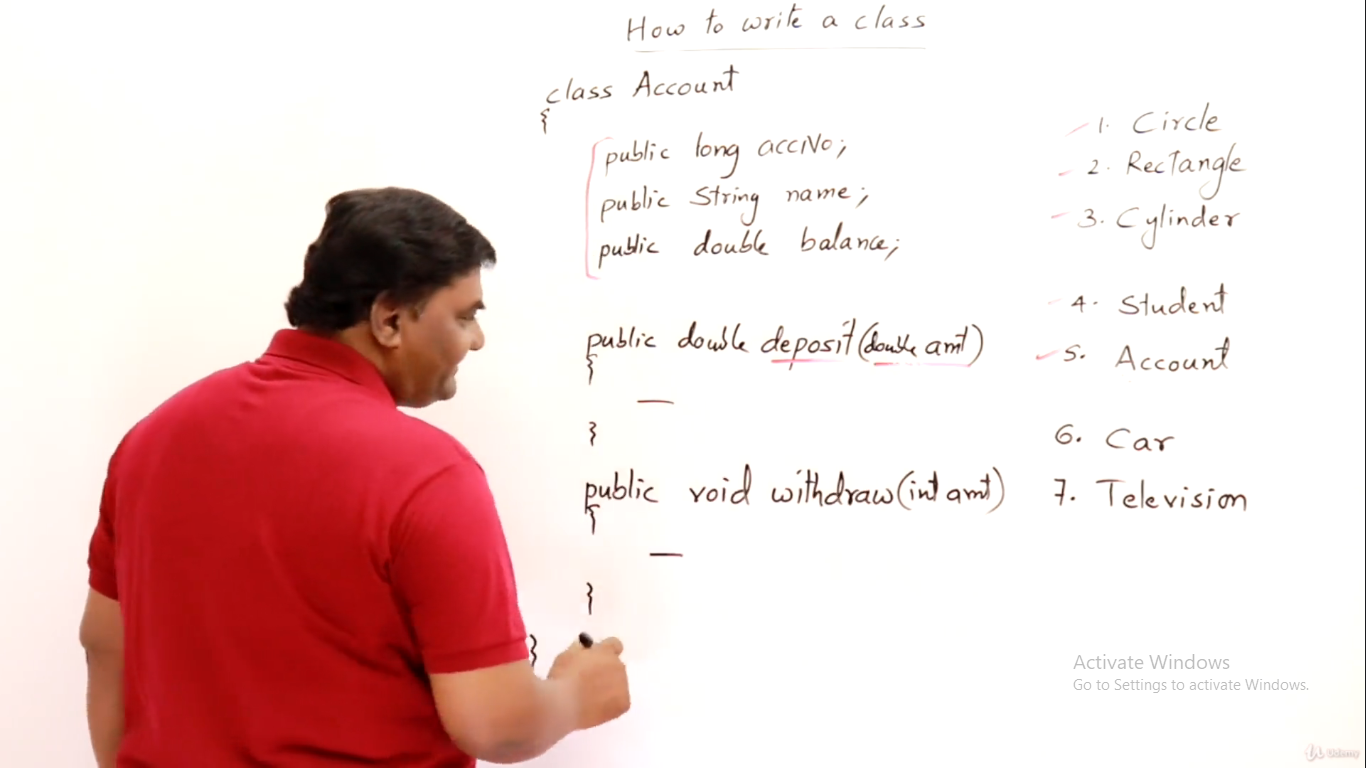 How to write a class
class Account
{
public long accNo;
public String name;
public double balance;
public double deposit(double amt)
{
}
public void withdraw(int amt)
{
}
}
1. Circle
2. Rectangle
3. Cylinder
4. Student
5. Account
6. Car
7. Television
Activate Windows
Go to Settings to activate Windows.
Udemy